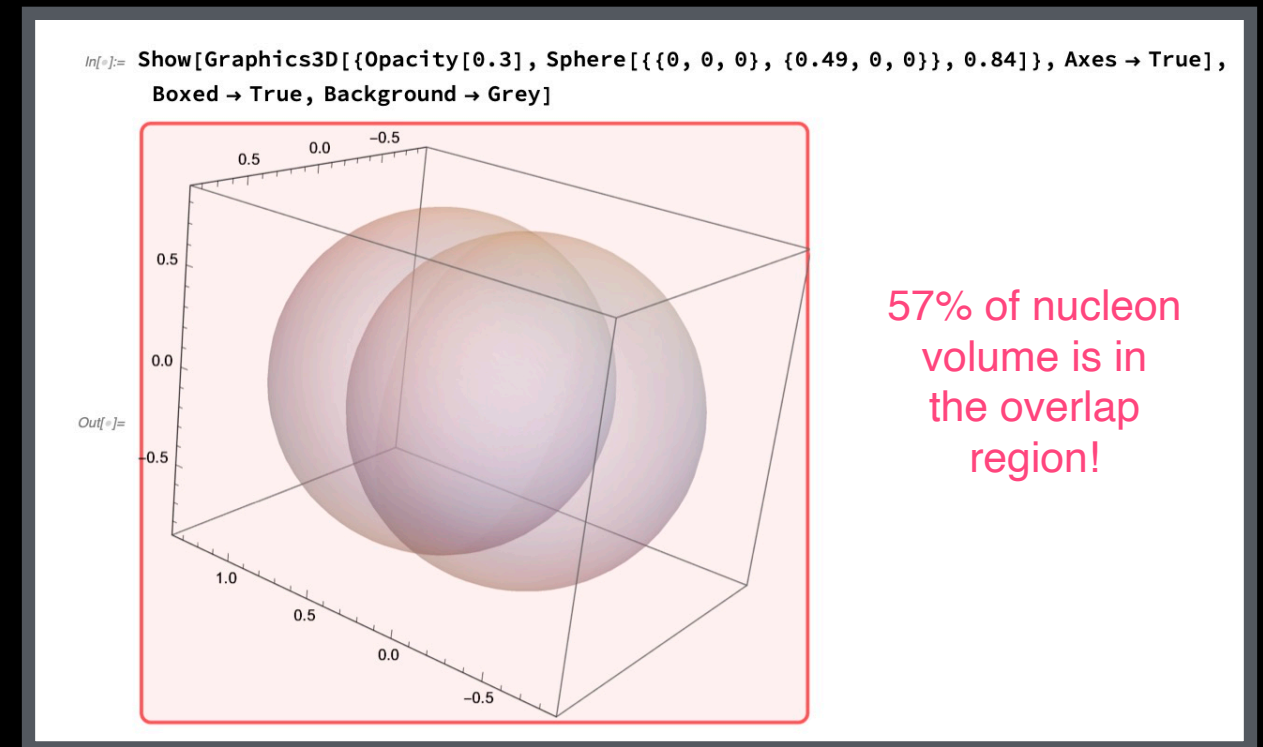 In[◦]:= Show[Graphics3D[{Opacity[0.3], Sphere[{{0, 0, 0}, {0.49, 0, 0}}, 0.84]}, Axes → True],
Boxed → True, Background → Grey]
-0.5
0.0
0.5
0.5
0.0
-0.5
Out[◦]=
1.0
0.5
0.0
-0.5
57% of nucleon
volume is in
the overlap
region!